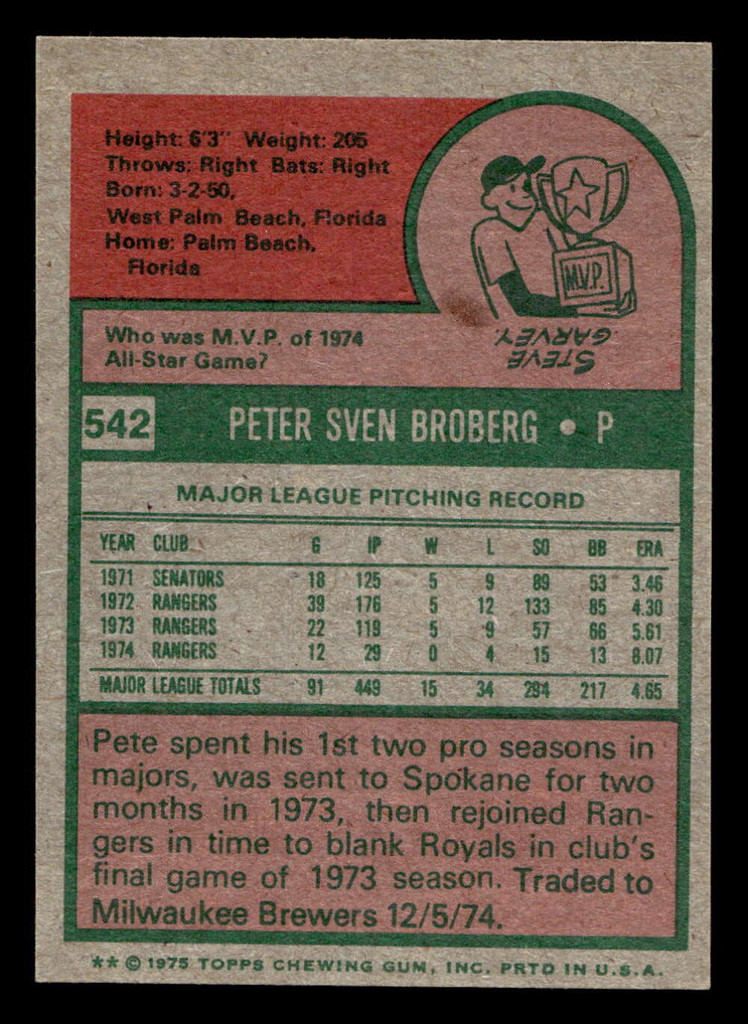 Height: 6'3" Weight: 205
Throws: Right Bats: Right
Born: 3-2-50,
West Palm Beach, Florida
Home: Palm Beach,
Florida
M.V.P.
STEVE
GARVEY.
Who was M.V.P. of 1974
All-Star Game?
542 PETER SVEN BROBERG • P
MAJOR LEAGUE PITCHING RECORD
YEAR CLUB G IP W L SO BB ERA
1971 SENATORS 18 125 5 9 89 53 3.46
1972 RANGERS 39 176 5 12 133 85 4.30
1973 RANGERS 22 119 5 9 57 66 5.61
1974 RANGERS 12 29 0 4 15 13 8.07
MAJOR LEAGUE TOTALS 91 449 15 34 294 217 4.65
Pete spent his 1st two pro seasons in
majors, was sent to Spokane for two
months in 1973, then rejoined Ran-
gers in time to blank Royals in club's
final game of 1973 season. Traded to
Milwaukee Brewers 12/5/74.
** © 1975 TOPPS CHEWING GUM, INC. PRTD IN U.S.A.